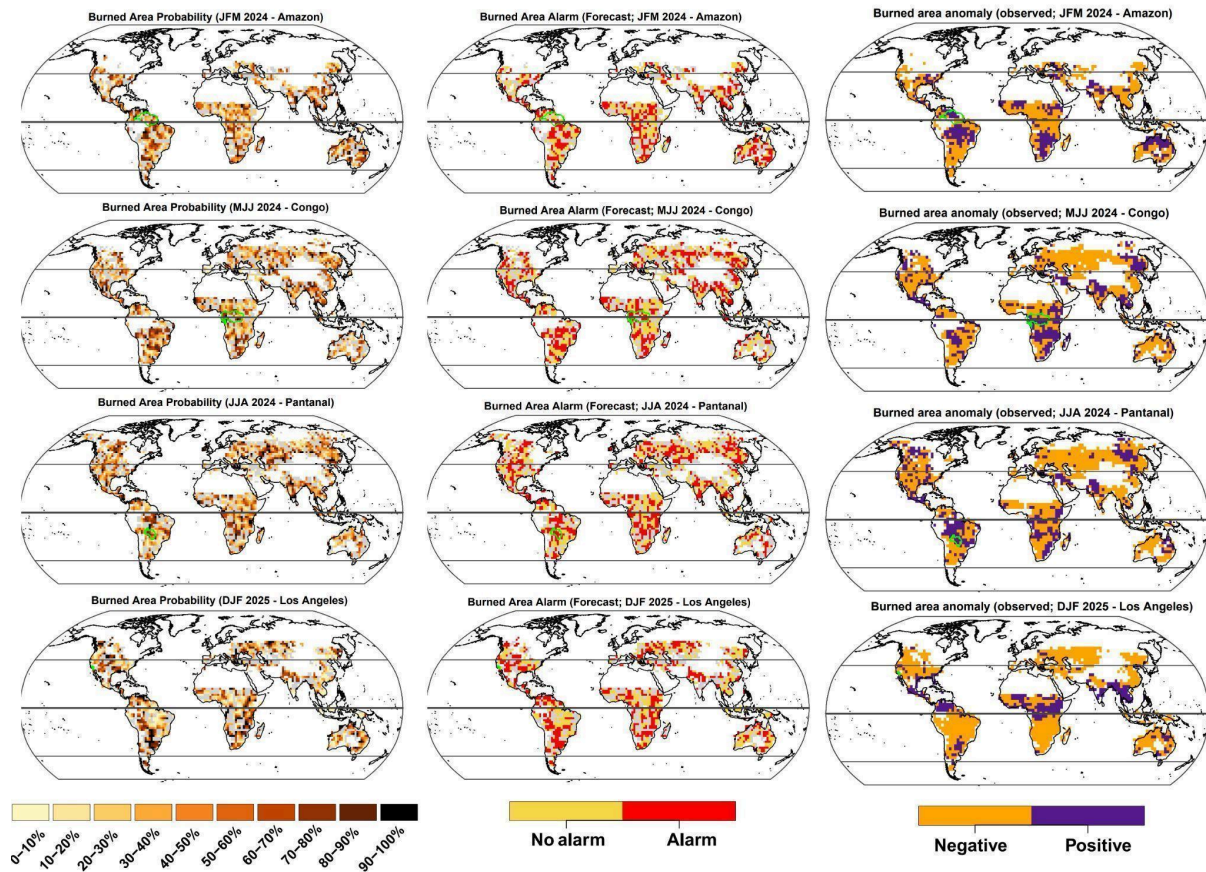 Burned Area Probability (JFM 2024 - Amazon)
Burned Area Alarm (Forecast; JFM 2024 - Amazon)
Burned area anomaly (observed; JFM 2024 - Amazon)
Burned Area Probability (MJJ 2024 - Congo)
Burned Area Alarm (Forecast; MJJ 2024 - Congo)
Burned area anomaly (observed; MJJ 2024 - Congo)
Burned Area Probability (JJA 2024 - Pantanal)
Burned Area Alarm (Forecast; JJA 2024 - Pantanal)
Burned area anomaly (observed; JJA 2024 - Pantanal)
Burned Area Probability (DJF 2025 - Los Angeles)
Burned Area Alarm (Forecast; DJF 2025 - Los Angeles)
Burned area anomaly (observed; DJF 2025 - Los Angeles)
0–10%
10–20%
20–30%
30–40%
40–50%
50–60%
60–70%
70–80%
80–90%
90–100%
No alarm
Alarm
Negative
Positive